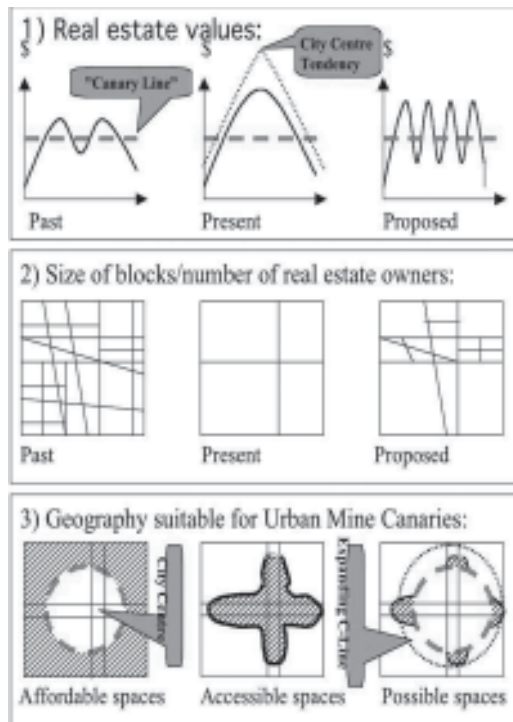 1) Real estate values:
$ $ $
"Canary Line"
City Centre
Tendency
Past Present Proposed
2) Size of blocks/number of real estate owners:
Past Present Proposed
3) Geography suitable for Urban Mine Canaries:
City Centre
Expanding C-Line
Affordable spaces Accessible spaces Possible spaces